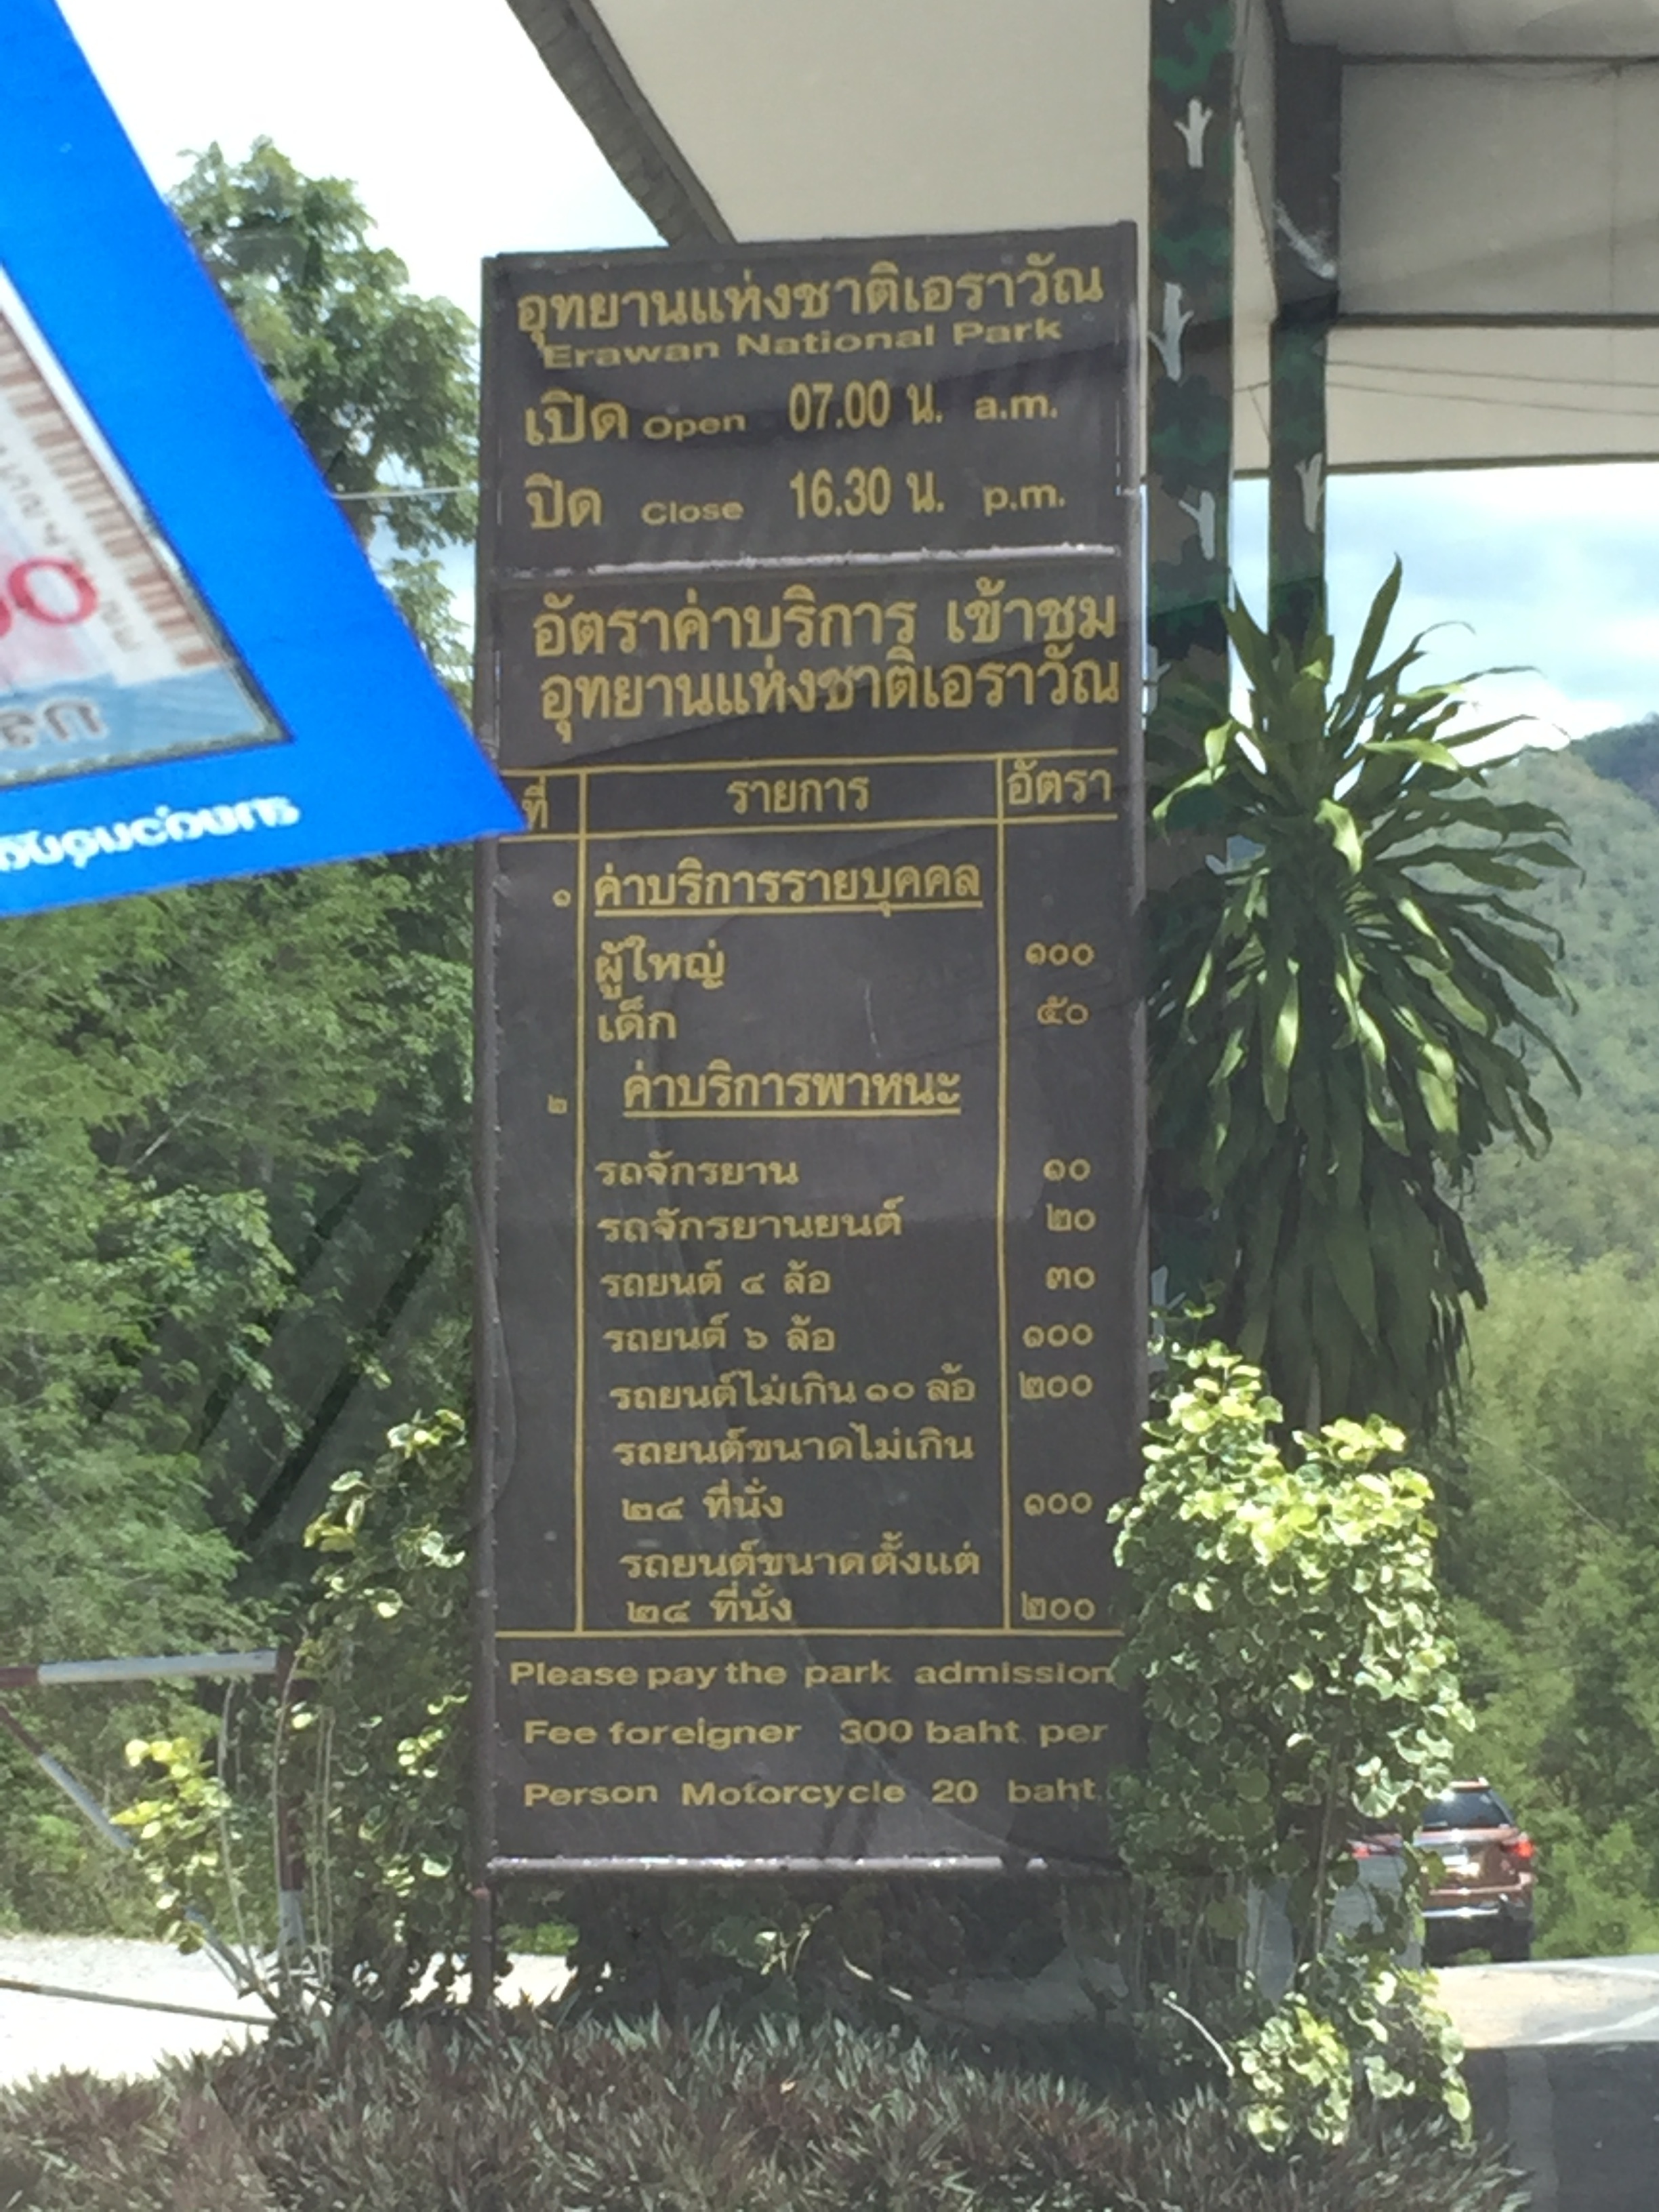 อุทยานแห่งชาติเอราวัณ
Erawan National Park
เปิด Open 07.00 น. a.m.
ปิด Close 16.30 น. p.m.
อัตราค่าบริการ เข้าชม
อุทยานแห่งชาติเอราวัณ
ที่ รายการ อัตรา
๑ ค่าบริการรายบุคคล
ผู้ใหญ่ ๑๐๐
เด็ก ๕๐
๒ ค่าบริการพาหนะ
รถจักรยาน ๑๐
รถจักรยานยนต์ ๒๐
รถยนต์ ๔ ล้อ ๓๐
รถยนต์ ๖ ล้อ ๑๐๐
รถยนต์ไม่เกิน ๑๐ ล้อ ๒๐๐
รถยนต์ขนาดไม่เกิน
๒๔ ที่นั่ง ๑๐๐
รถยนต์ขนาดตั้งแต่
๒๔ ที่นั่ง ๒๐๐
Please pay the park admission
Fee foreigner 300 baht per
Person Motorcycle 20 baht